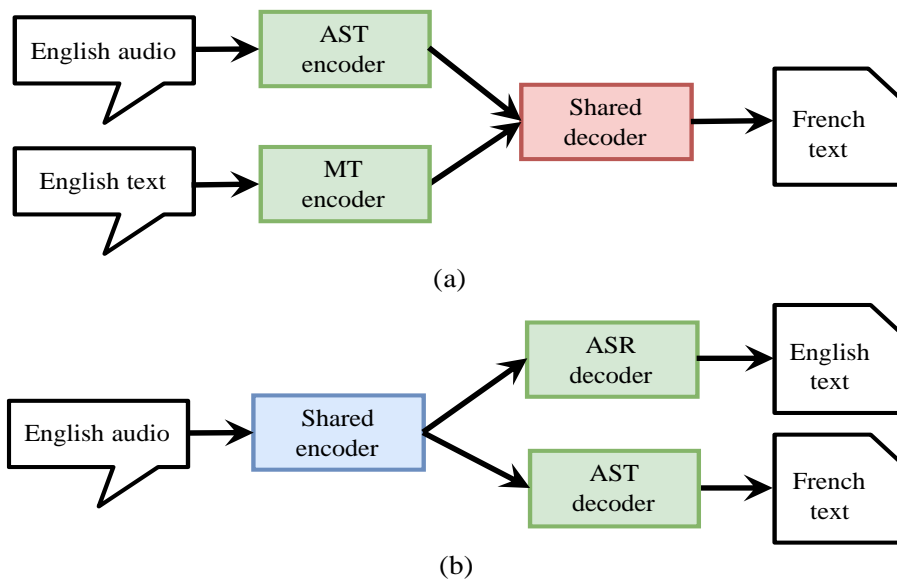 English audio
AST
encoder
Shared
decoder
French
text
English text
MT
encoder
(a)
English audio
Shared
encoder
ASR
decoder
English
text
AST
decoder
French
text
(b)